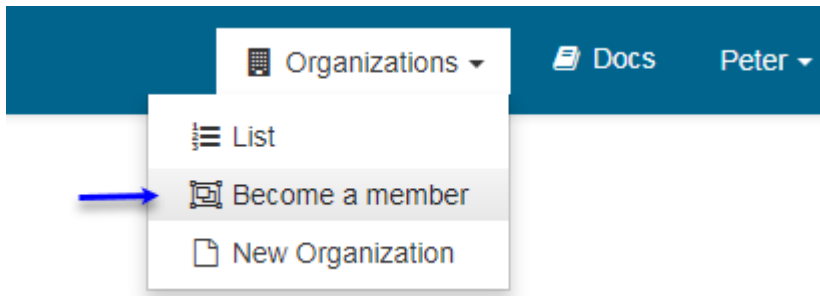 Organizations Docs Peter
List
Become a member
New Organization